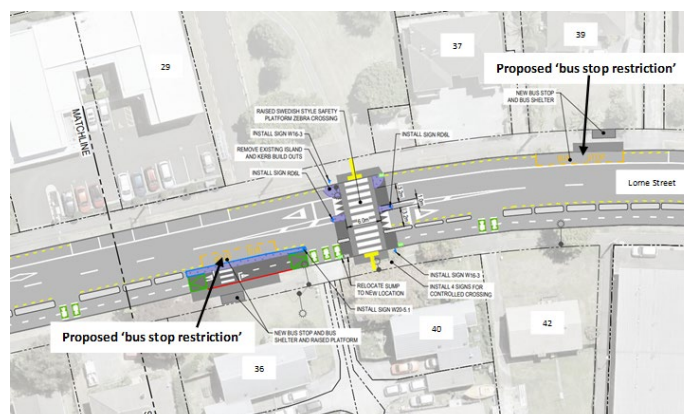 39
37
29
Proposed 'bus stop restriction'
NEW BUS STOP
AND BUS SHELTER
MATCHLINE
RAISED SWEDISH STYLE SAFETY
PLATFORM ZEBRA CROSSING
INSTALL SIGN W16-3
REMOVE EXISTING ISLAND
AND KERB BUILD OUTS
INSTALL SIGN RD6L
INSTALL SIGN RD6L
Lorne Street
INSTALL SIGN W16-3
INSTALL 4 SIGNS FOR
CONTROLLED CROSSING
RELOCATE SUMP
TO NEW LOCATION
INSTALL SIGN W20-5.1
Proposed 'bus stop restriction'
NEW BUS STOP AND BUS
SHELTER AND RAISED PLATFORM
40
42
36